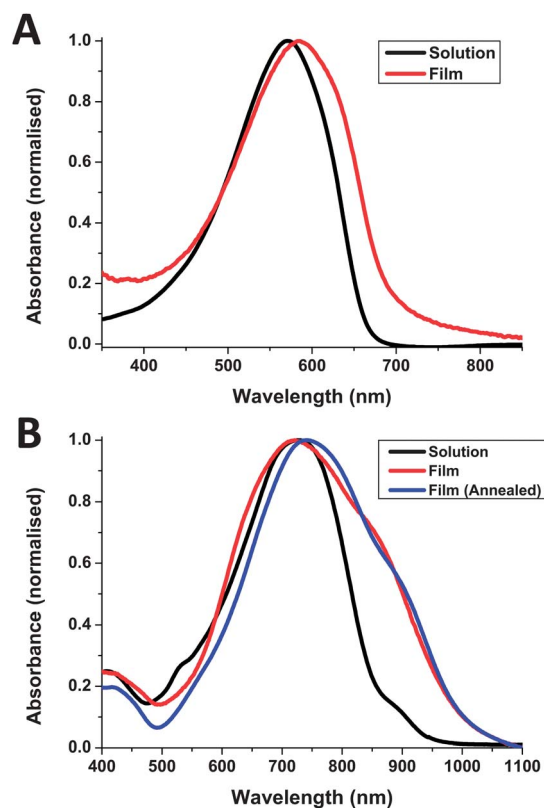 A
Solution
Film
1.0
0.8
0.6
0.4
0.2
0.0
Absorbance (normalised)
400 500 600 700 800
Wavelength (nm)
B
Solution
Film
Film (Annealed)
1.0
0.8
0.6
0.4
0.2
0.0
Absorbance (normalised)
400 500 600 700 800 900 1000 1100
Wavelength (nm)